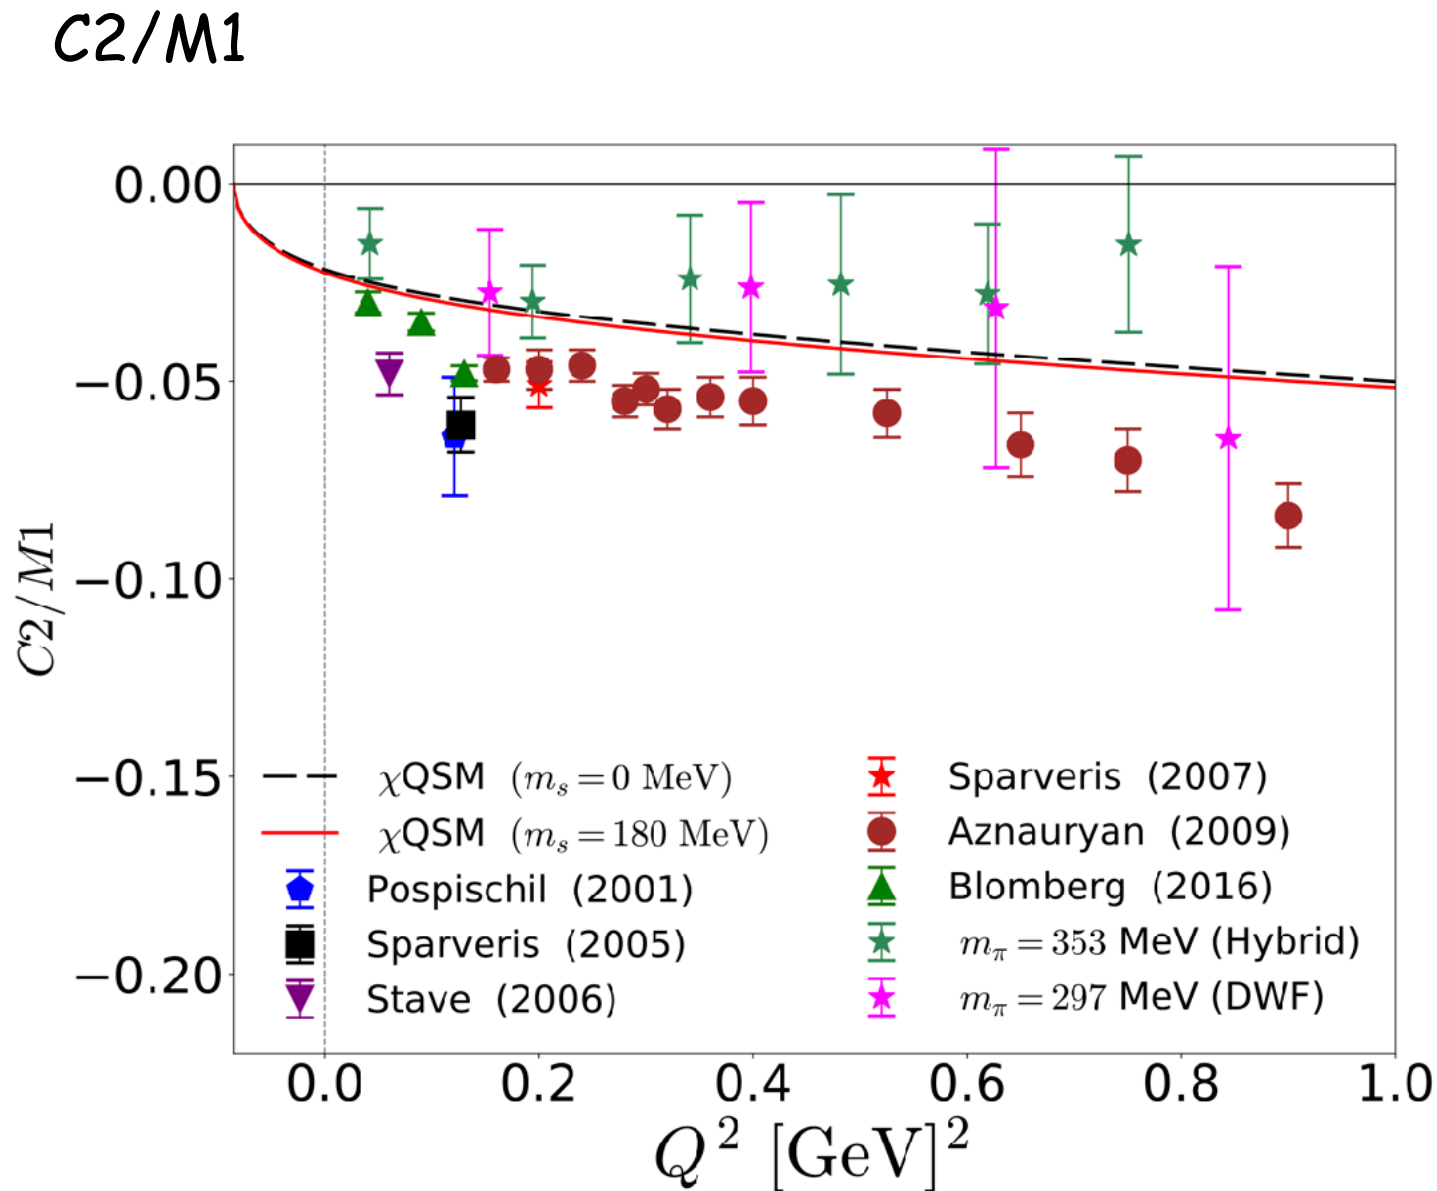 C2/M1
0.00
−0.05
−0.10
−0.15
−0.20
C2/M1
χQSM (m_s = 0 MeV)
χQSM (m_s = 180 MeV)
Pospischil (2001)
Sparveris (2005)
Stave (2006)
Sparveris (2007)
Aznauryan (2009)
Blomberg (2016)
m_π = 353 MeV (Hybrid)
m_π = 297 MeV (DWF)
0.0 0.2 0.4 0.6 0.8 1.0
Q² [GeV]²